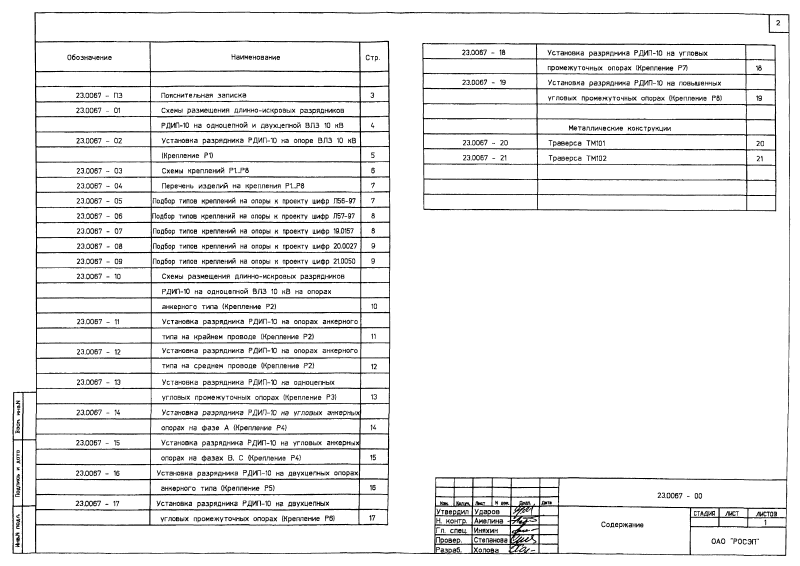 2
Обозначение Наименование Стр.
23.0067 - ПЗ Пояснительная записка 3
23.0067 - 01 Схемы размещения длинно-искровых разрядников
РДИП-10 на одноцепной и двухцепной ВЛЗ 10 кВ 4
23.0067 - 02 Установка разрядника РДИП-10 на опоре ВЛЗ 10 кВ
(Крепление Р1) 5
23.0067 - 03 Схемы креплений Р1...Р8 6
23.0067 - 04 Перечень изделий на крепления Р1...Р8 7
23.0067 - 05 Подбор типов креплений на опоры к проекту шифр Л56-97 7
23.0067 - 06 Подбор типов креплений на опоры к проекту шифр Л57-97 8
23.0067 - 07 Подбор типов креплений на опоры к проекту шифр 19.0157 8
23.0067 - 08 Подбор типов креплений на опоры к проекту шифр 20.0027 9
23.0067 - 09 Подбор типов креплений на опоры к проекту шифр 21.0050 9
23.0067 - 10 Схемы размещения длинно-искровых разрядников
РДИП-10 на одноцепной ВЛЗ 10 кВ на опорах
анкерного типа (Крепление Р2) 10
23.0067 - 11 Установка разрядника РДИП-10 на опорах анкерного
типа на крайнем проводе (Крепление Р2) 11
23.0067 - 12 Установка разрядника РДИП-10 на опорах анкерного
типа на среднем проводе (Крепление Р2) 12
23.0067 - 13 Установка разрядника РДИП-10 на одноцепных
угловых промежуточных опорах (Крепление Р3) 13
23.0067 - 14 Установка разрядника РДИП-10 на угловых анкерных
опорах на фазе А (Крепление Р4) 14
23.0067 - 15 Установка разрядника РДИП-10 на угловых анкерных
опорах на фазах В, С (Крепление Р4) 15
23.0067 - 16 Установка разрядника РДИП-10 на двухцепных опорах
анкерного типа (Крепление Р5) 16
23.0067 - 17 Установка разрядника РДИП-10 на двухцепных
угловых промежуточных опорах (Крепление Р6) 17
23.0067 - 18 Установка разрядника РДИП-10 на угловых
промежуточных опорах (Крепление Р7) 18
23.0067 - 19 Установка разрядника РДИП-10 на повышенных
угловых промежуточных опорах (Крепление Р8) 19
Металлические конструкции
23.0067 - 20 Траверса ТМ101 20
23.0067 - 21 Траверса ТМ102 21
Взам. инв.N
Подпись и дата
Инв.N подл.
Изм. Кол.уч. Лист N док. Подп. Дата
23.0067 - 00
Утвердил Ударов
Н. контр. Амелина
Гл. спец. Иняхин
Провер. Степанова
Разраб. Холова
Содержание
СТАДИЯ ЛИСТ ЛИСТОВ
1
ОАО "РОСЭП"